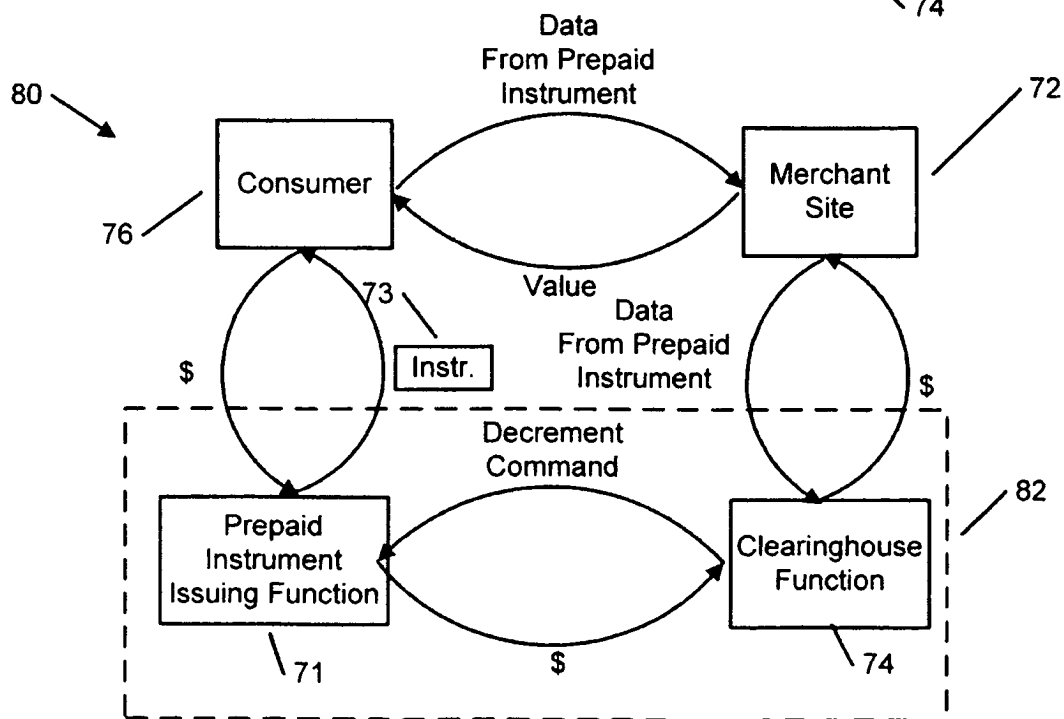 74
Data
From Prepaid
Instrument
80
72
Consumer
Merchant
Site
76
Value
73
Data
From Prepaid
Instrument
Instr.
$
$
Decrement
Command
82
Prepaid
Instrument
Issuing Function
Clearinghouse
Function
71
$
74